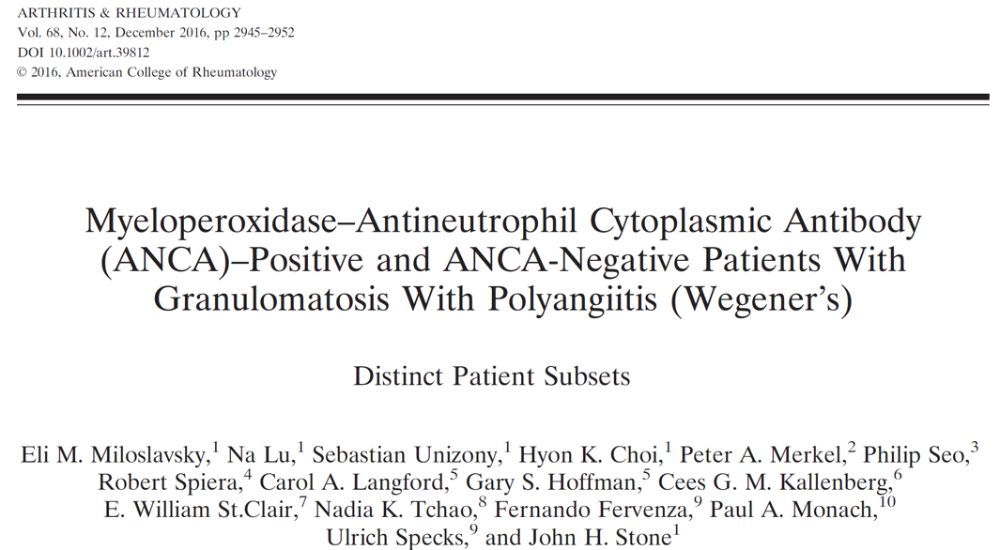 ARTHRITIS & RHEUMATOLOGY
Vol. 68, No. 12, December 2016, pp 2945–2952
DOI 10.1002/art.39812
© 2016, American College of Rheumatology
Myeloperoxidase–Antineutrophil Cytoplasmic Antibody
(ANCA)–Positive and ANCA-Negative Patients With
Granulomatosis With Polyangiitis (Wegener's)
Distinct Patient Subsets
Eli M. Miloslavsky,1 Na Lu,1 Sebastian Unizony,1 Hyon K. Choi,1 Peter A. Merkel,2 Philip Seo,3
Robert Spiera,4 Carol A. Langford,5 Gary S. Hoffman,5 Cees G. M. Kallenberg,6
E. William St.Clair,7 Nadia K. Tchao,8 Fernando Fervenza,9 Paul A. Monach,10
Ulrich Specks,9 and John H. Stone1